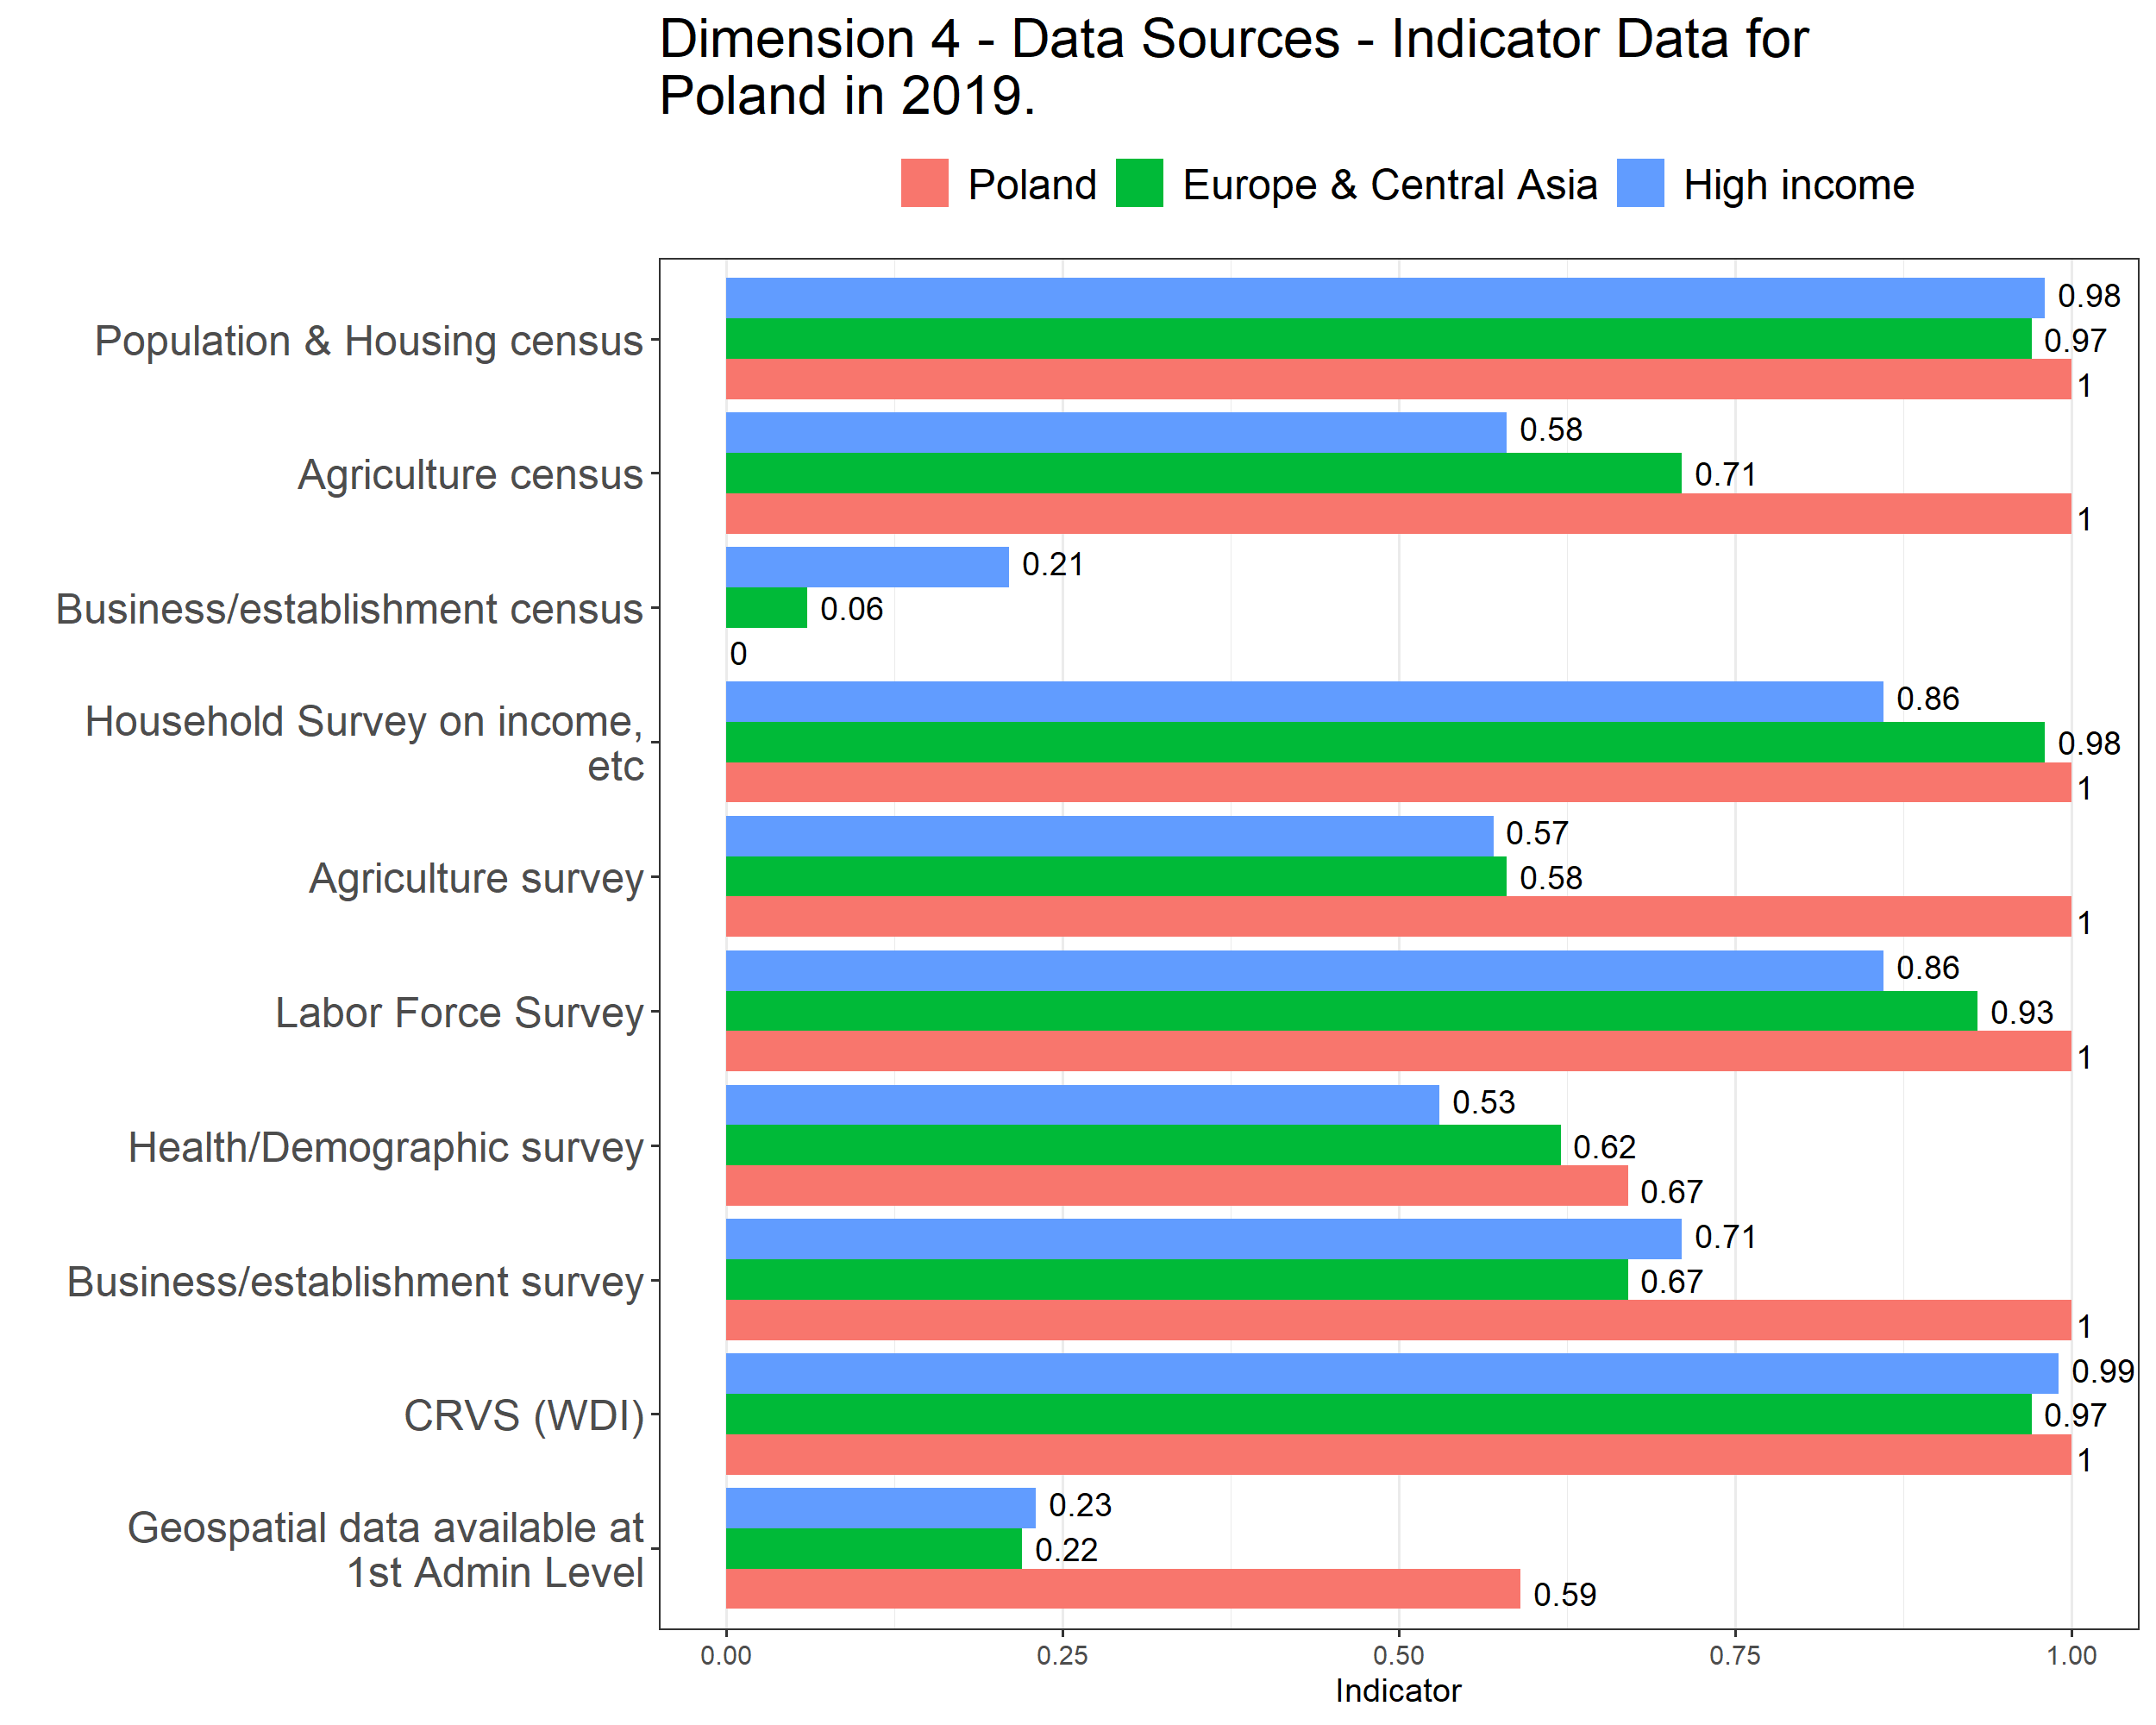 Dimension 4 - Data Sources - Indicator Data for
Poland in 2019.
Poland Europe & Central Asia High income
Population & Housing census
0.98
0.97
1
Agriculture census
0.58
0.71
1
Business/establishment census
0.21
0.06
0
Household Survey on income,
etc
0.86
0.98
1
Agriculture survey
0.57
0.58
1
Labor Force Survey
0.86
0.93
1
Health/Demographic survey
0.53
0.62
0.67
Business/establishment survey
0.71
0.67
1
CRVS (WDI)
0.99
0.97
1
Geospatial data available at
1st Admin Level
0.23
0.22
0.59
0.00 0.25 0.50 0.75 1.00
Indicator